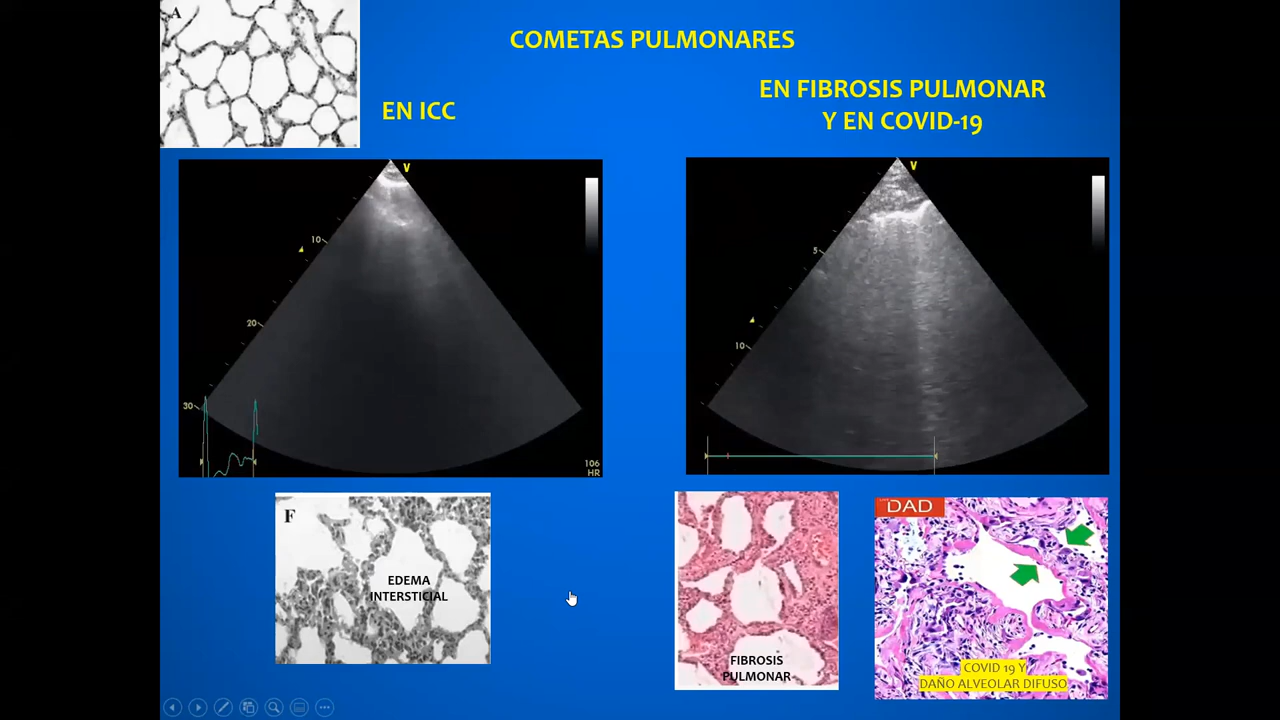 A
COMETAS PULMONARES
EN ICC
EN FIBROSIS PULMONAR
Y EN COVID-19
V
10
20
30
106
HR
V
5
10
F
EDEMA
INTERSTICIAL
FIBROSIS
PULMONAR
DAD
COVID 19 Y
DAÑO ALVEOLAR DIFUSO